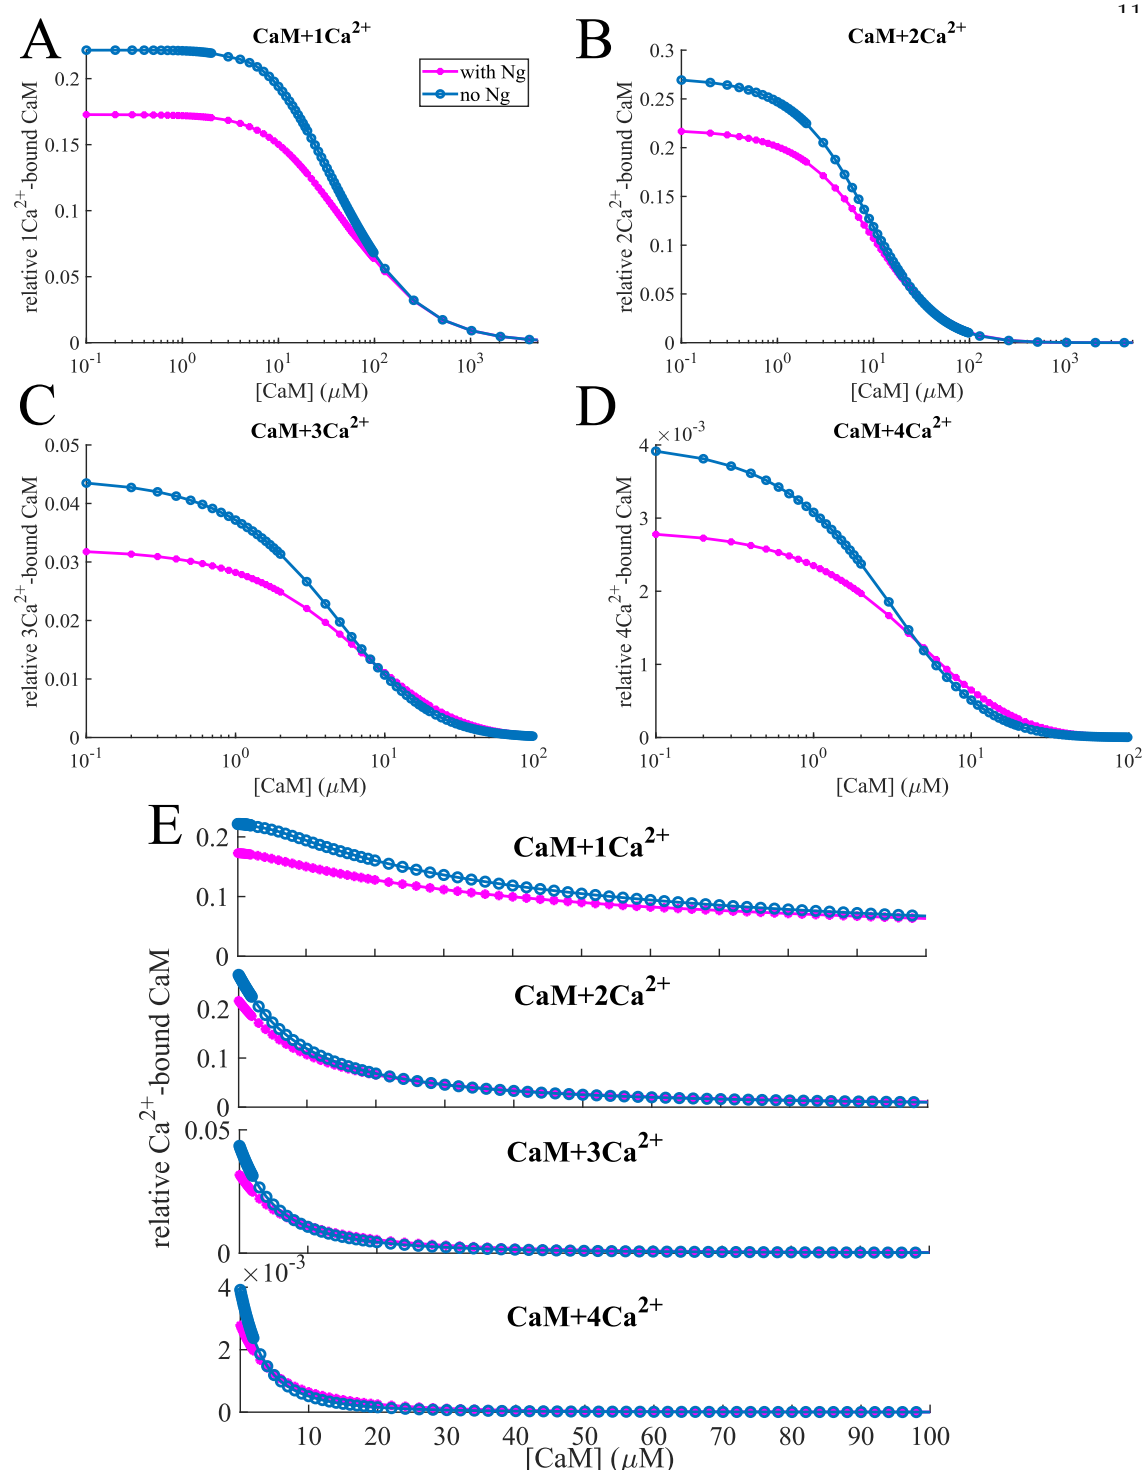 11
A
CaM+1Ca2+
relative 1Ca2+-bound CaM
0.2
0.15
0.1
0.05
0
10-1 100 101 102 103
[CaM] (μM)
with Ng
no Ng
B
CaM+2Ca2+
relative 2Ca2+-bound CaM
0.3
0.25
0.2
0.15
0.1
0.05
0
10-1 100 101 102 103
[CaM] (μM)
C
CaM+3Ca2+
relative 3Ca2+-bound CaM
0.05
0.04
0.03
0.02
0.01
0
10-1 100 101 102
[CaM] (μM)
D
CaM+4Ca2+
×10-3
relative 4Ca2+-bound CaM
4
3
2
1
0
10-1 100 101 102
[CaM] (μM)
E
relative Ca2+-bound CaM
CaM+1Ca2+
0.2
0.1
0
CaM+2Ca2+
0.2
0.1
0
CaM+3Ca2+
0.05
0
CaM+4Ca2+
×10-3
4
2
0
10 20 30 40 50 60 70 80 90 100
[CaM] (μM)